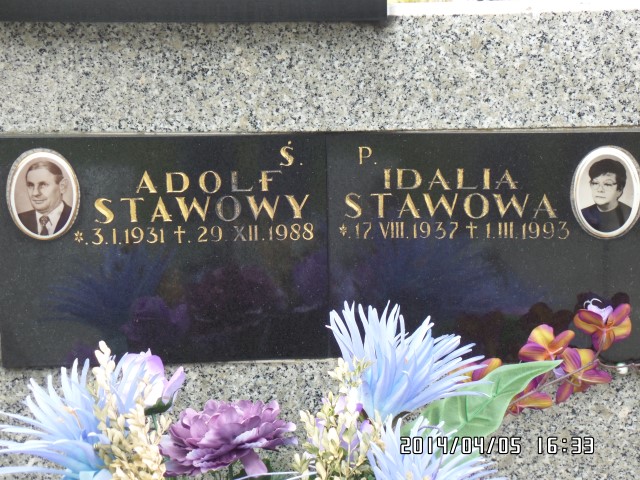 Ś. P.
ADOLF
STAWOWY
*.3.I.1931 ✝. 29. XII. 1988
IDALIA
STAWOWA
*. 17. VIII. 1937 ✝ 1.III.1993
2014/04/05 16:33